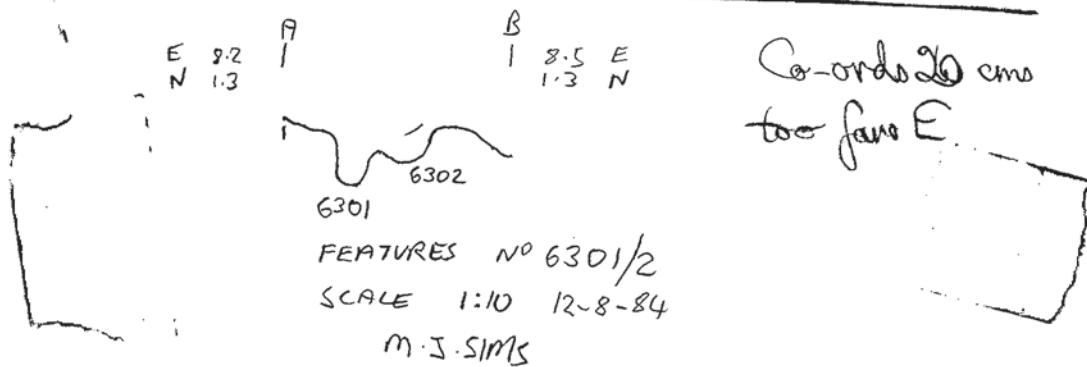 A
B
E 8.2
N 1.3
8.5 E
1.3 N
Co-ords 20 cms
too far E
6301
6302
FEATURES No 6301/2
SCALE 1:10 12-8-84
M.J.SIMS